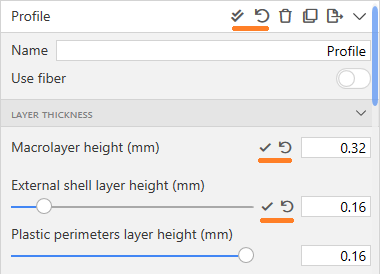 Profile
Name
Profile
Use fiber
LAYER THICKNESS
Macrolayer height (mm)
0.32
External shell layer height (mm)
0.16
Plastic perimeters layer height (mm)
0.16